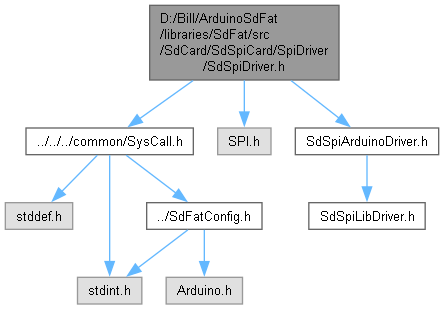 D:/Bill/ArduinoSdFat
/libraries/SdFat/src
/SdCard/SdSpiCard/SpiDriver
/SdSpiDriver.h
../../../common/SysCall.h
SPI.h
SdSpiArduinoDriver.h
stddef.h
../SdFatConfig.h
SdSpiLibDriver.h
stdint.h
Arduino.h